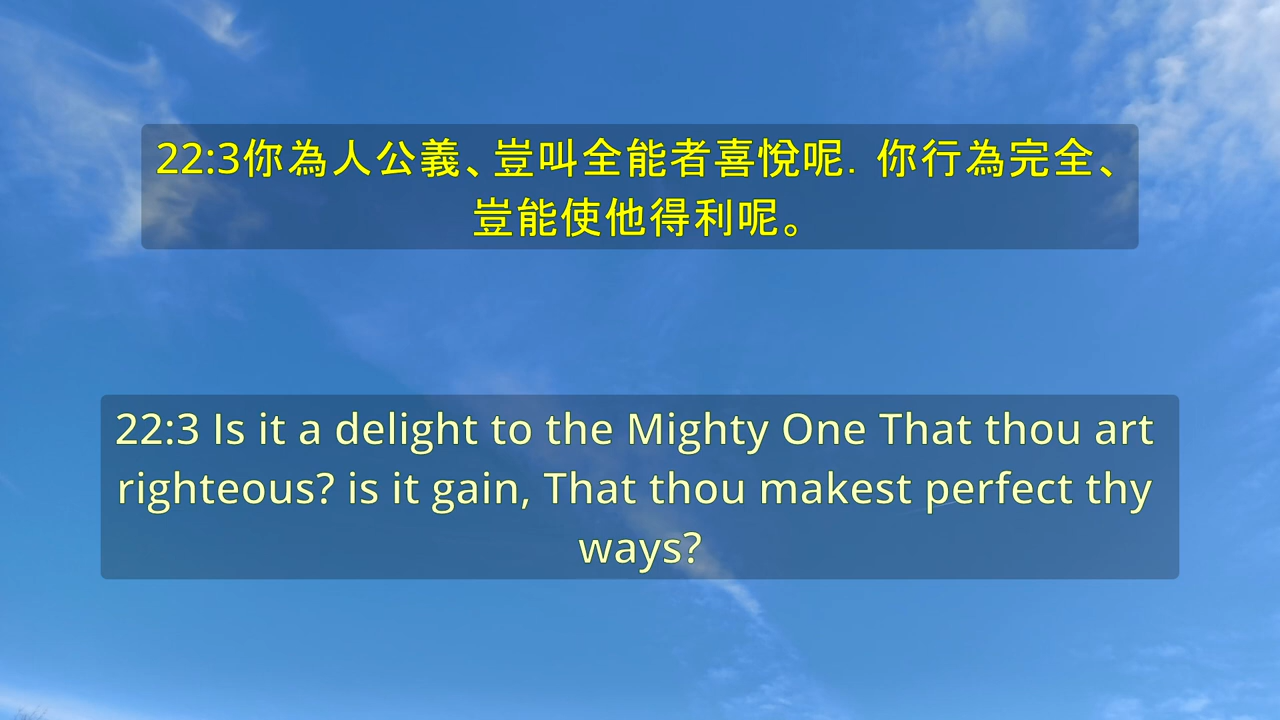 22:3你為人公義、豈叫全能者喜悅呢．你行為完全、
豈能使他得利呢。
22:3 Is it a delight to the Mighty One That thou art
righteous? is it gain, That thou makest perfect thy
ways?